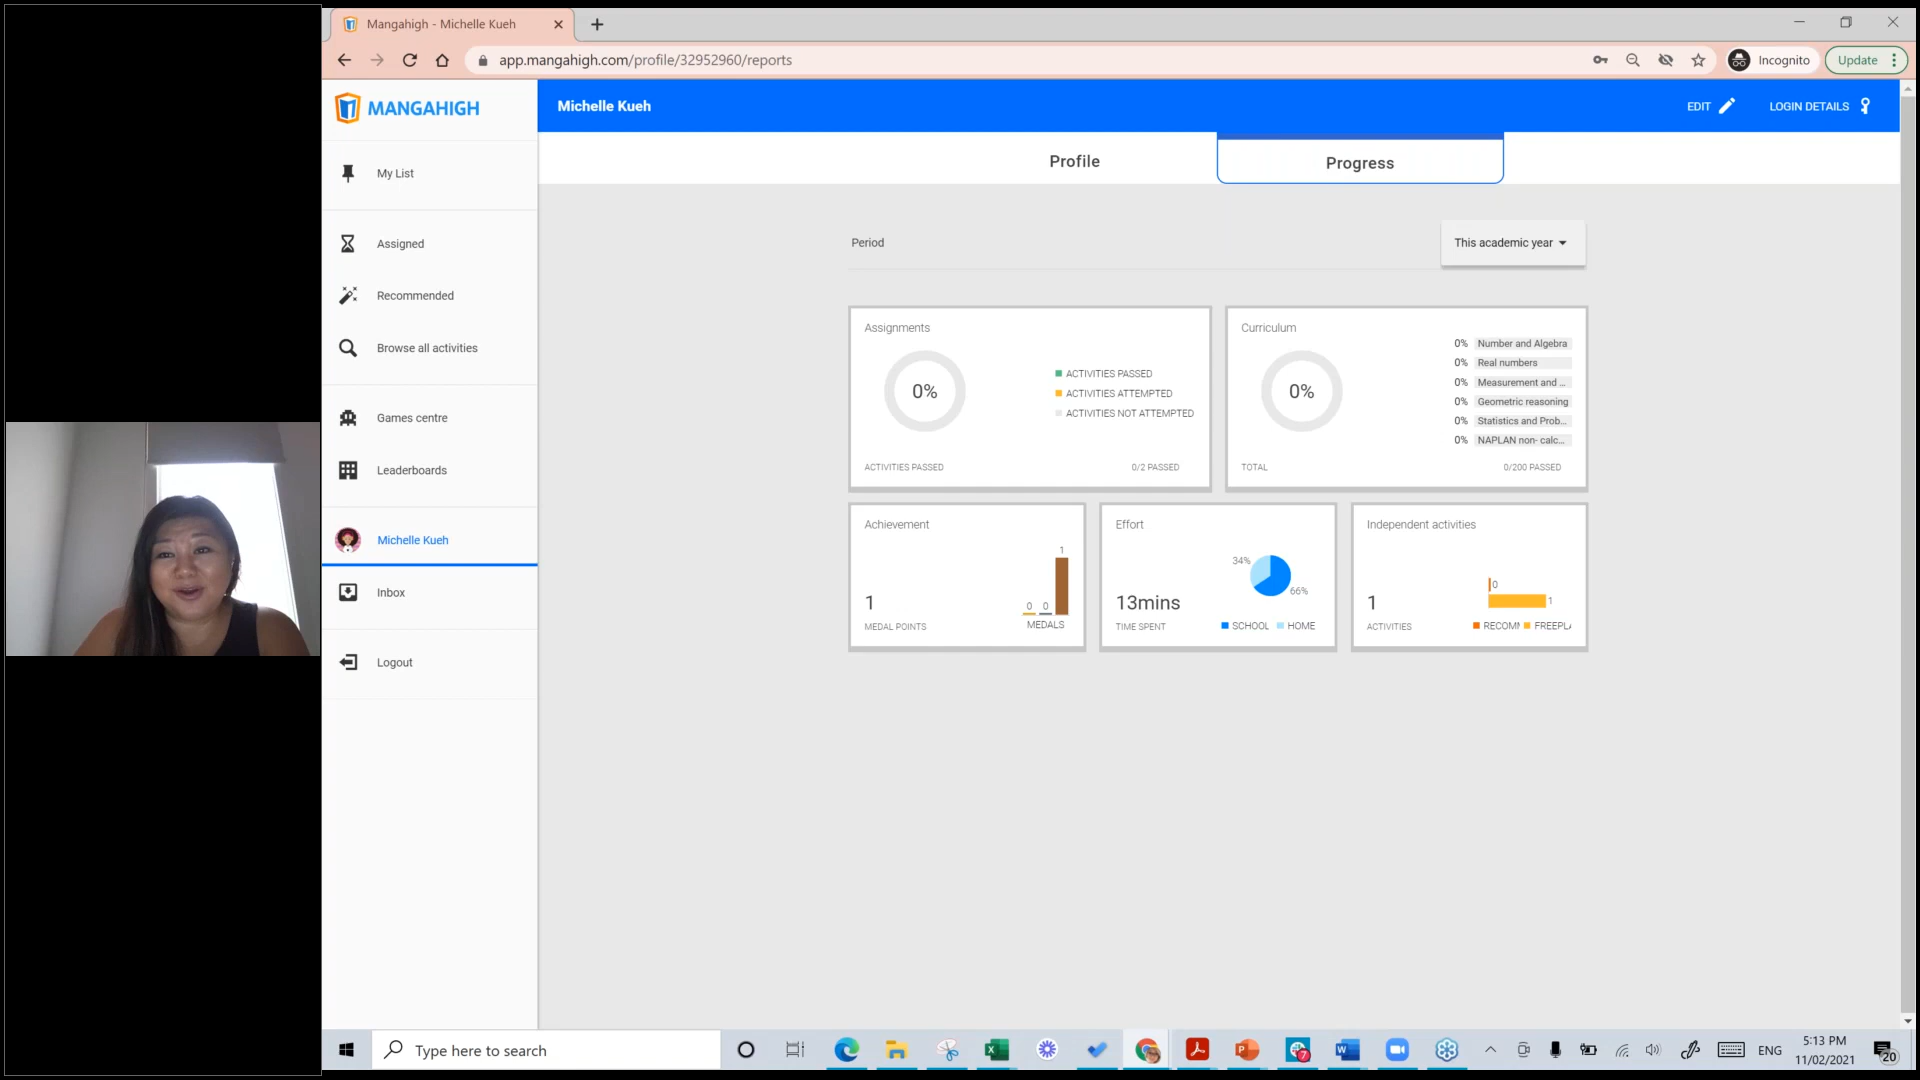 Mangahigh - Michelle Kueh
app.mangahigh.com/profile/32952960/reports
Incognito
Update
MANGAHIGH
Michelle Kueh
EDIT
LOGIN DETAILS
Profile
Progress
My List
Assigned
Recommended
Browse all activities
Games centre
Leaderboards
Michelle Kueh
Inbox
Logout
Period
This academic year
Assignments
0%
ACTIVITIES PASSED
ACTIVITIES ATTEMPTED
ACTIVITIES NOT ATTEMPTED
ACTIVITIES PASSED
0/2 PASSED
Curriculum
0%
0% Number and Algebra
0% Real numbers
0% Measurement and ...
0% Geometric reasoning
0% Statistics and Prob...
0% NAPLAN non- calc...
TOTAL
0/200 PASSED
Achievement
1
MEDAL POINTS
0 0 1
MEDALS
Effort
13mins
TIME SPENT
34%
66%
SCHOOL HOME
Independent activities
1
ACTIVITIES
0
1
RECOMM FREEPLA
Type here to search
7
ENG
5:13 PM
11/02/2021
20